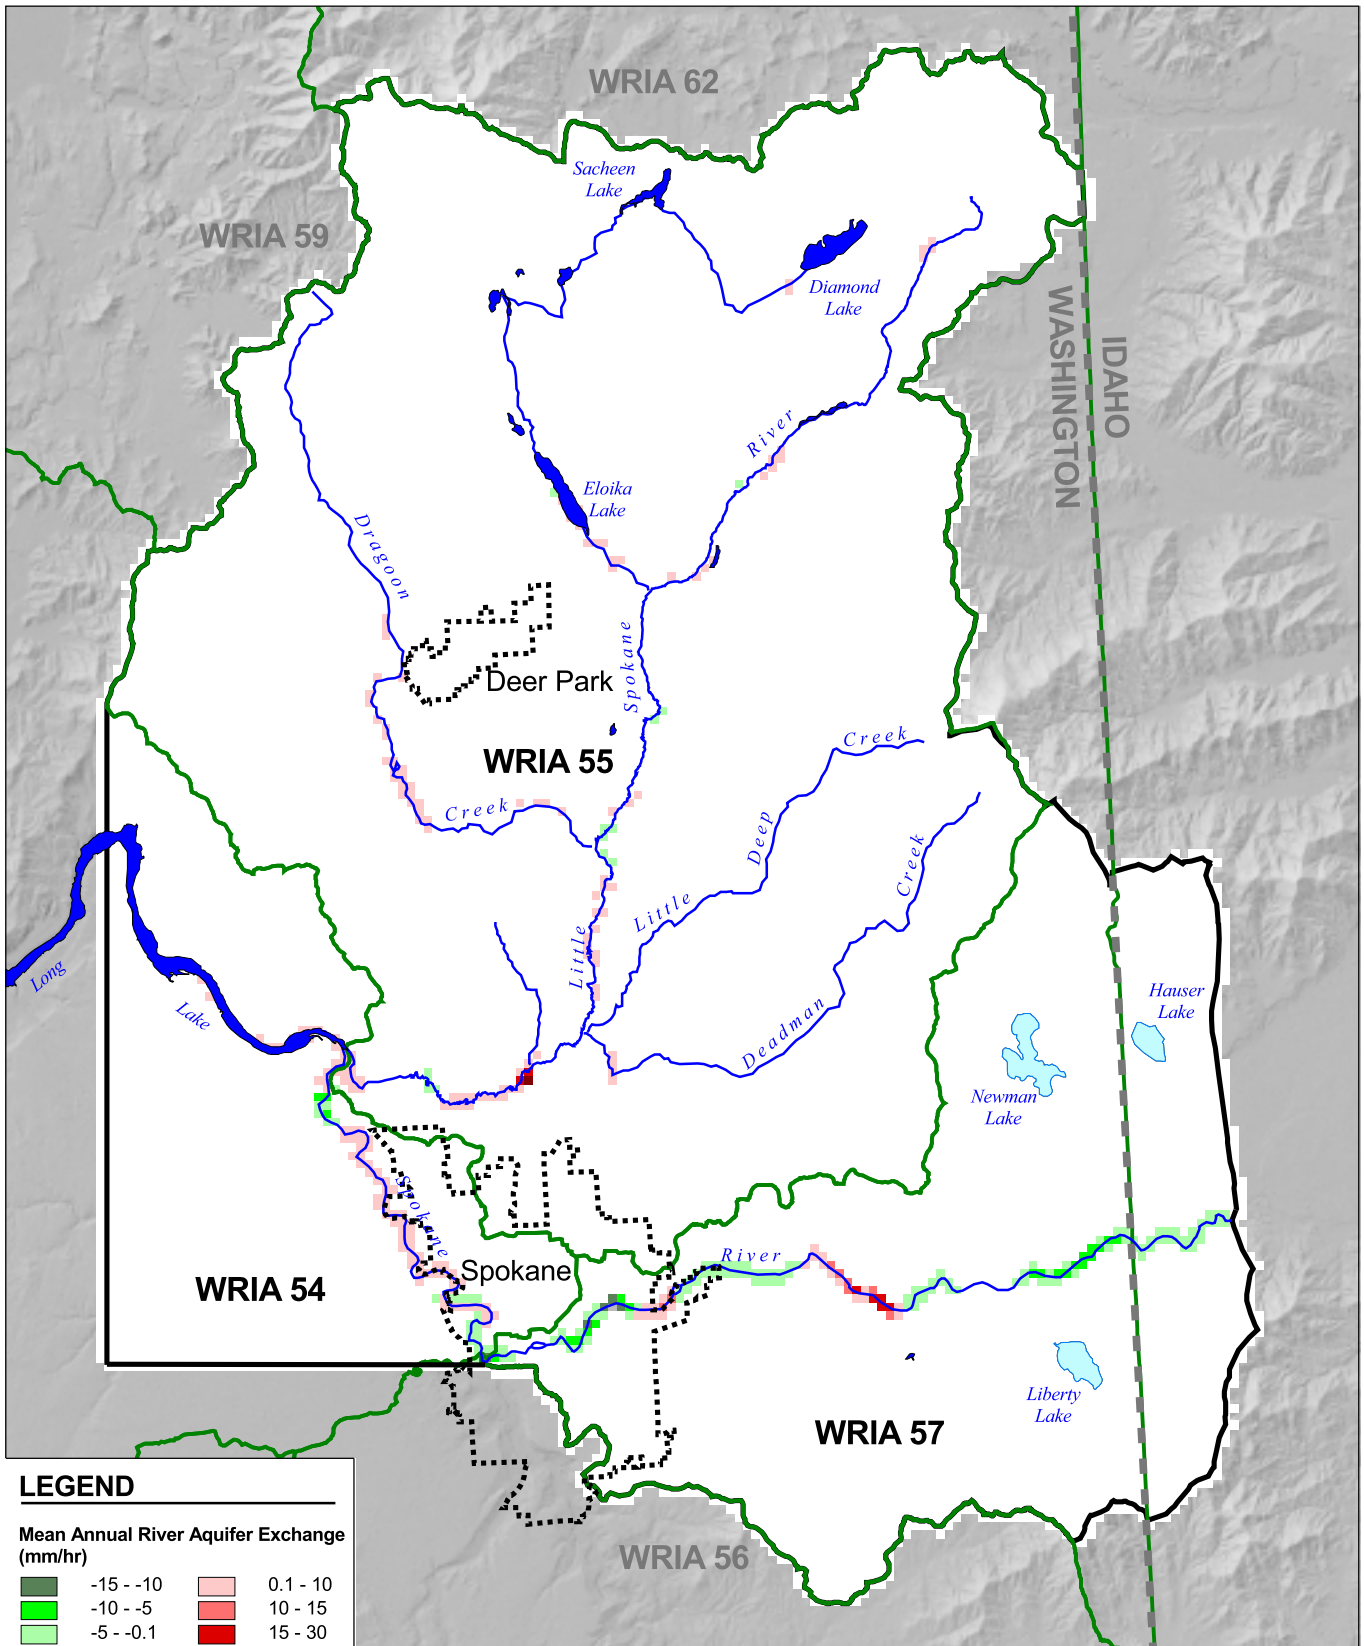 WRIA 62
Sacheen
Lake
WRIA 59
Diamond
Lake
WASHINGTON
IDAHO
River
Eloika
Lake
Dragoon
Spokane
Deer Park
WRIA 55
Creek
Creek
Deep
Creek
Little
Little
Long
Lake
Deadman
Hauser
Lake
Newman
Lake
Spokane
River
Spokane
WRIA 54
Liberty
Lake
WRIA 57
WRIA 56
LEGEND
Mean Annual River Aquifer Exchange
(mm/hr)
-15 - -10 0.1 - 10
-10 - -5 10 - 15
-5 - -0.1 15 - 30